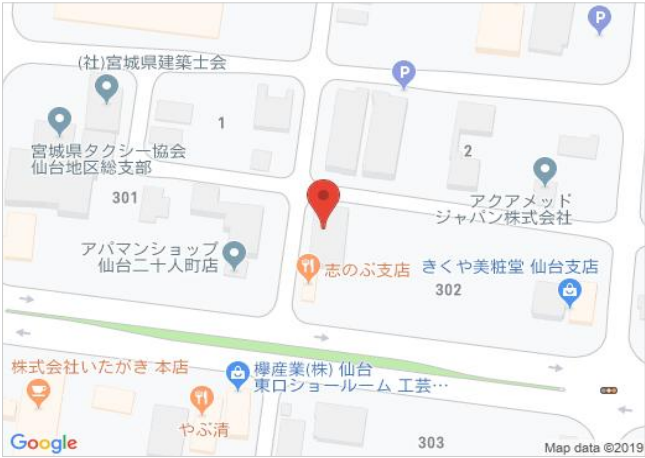 P
(社)宮城県建築士会
P
1
宮城県タクシー協会
仙台地区総支部
2
301
アクアメッド
ジャパン株式会社
アパマンショップ
仙台二十人町店
志のぶ支店
きくや美粧堂 仙台支店
302
株式会社いたがき 本店
欅産業(株) 仙台
東口ショールーム 工芸…
やぶ清
303
Google
Map data ©2019